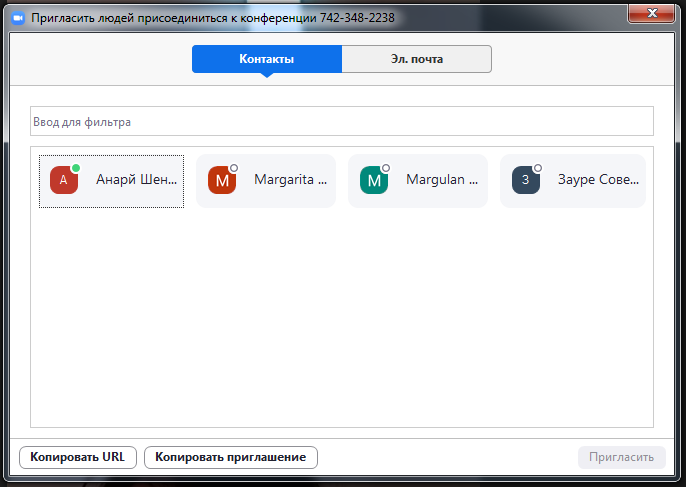 Пригласить людей присоединиться к конференции 742-348-2238
Контакты
Эл. почта
Ввод для фильтра
А Анарй Шен...
M Margarita ...
M Margulan ...
З Зауре Сове...
Копировать URL
Копировать приглашение
Пригласить